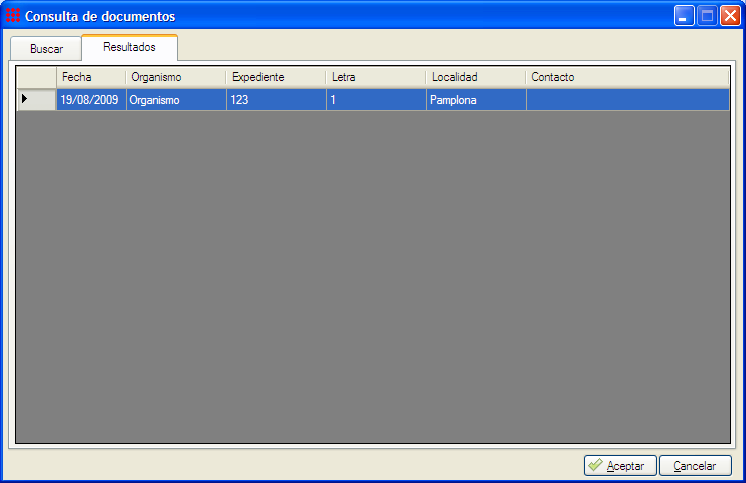 Consulta de documentos
Buscar Resultados
Fecha Organismo Expediente Letra Localidad Contacto
19/08/2009 Organismo 123 1 Pamplona
Aceptar Cancelar